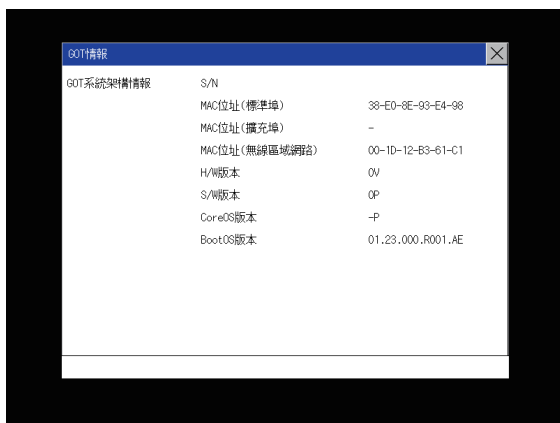 GOT情報
GOT系統架構情報 S/N
MAC位址(標準埠) 38-E0-8E-93-E4-98
MAC位址(擴充埠) -
MAC位址(無線區域網路) 00-1D-12-B3-61-C1
H/W版本 0V
S/W版本 0P
CoreOS版本 -P
BootOS版本 01.23.000.R001.AE